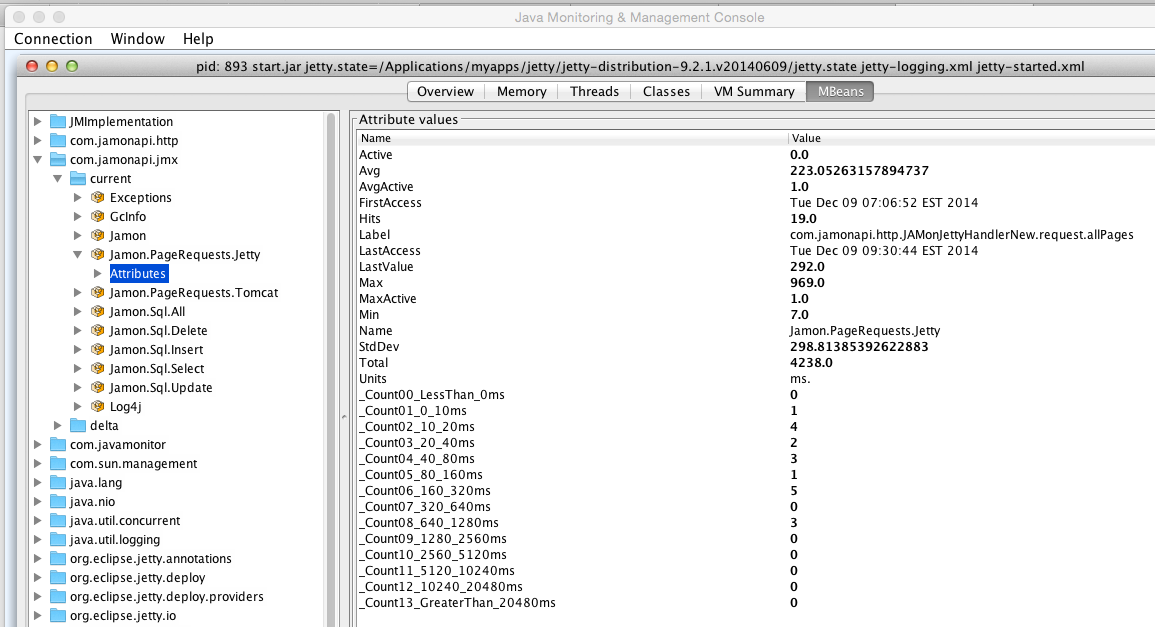 Java Monitoring & Management Console
Connection Window Help
pid: 893 start.jar jetty.state=/Applications/myapps/jetty/jetty-distribution-9.2.1.v20140609/jetty.state jetty-logging.xml jetty-started.xml
Overview Memory Threads Classes VM Summary MBeans
JMImplementation
com.jamonapi.http
com.jamonapi.jmx
current
Exceptions
GcInfo
Jamon
Jamon.PageRequests.Jetty
Attributes
Jamon.PageRequests.Tomcat
Jamon.Sql.All
Jamon.Sql.Delete
Jamon.Sql.Insert
Jamon.Sql.Select
Jamon.Sql.Update
Log4j
delta
com.javamonitor
com.sun.management
java.lang
java.nio
java.util.concurrent
java.util.logging
org.eclipse.jetty.annotations
org.eclipse.jetty.deploy
org.eclipse.jetty.deploy.providers
org.eclipse.jetty.io
Attribute values
Name Value
Active 0.0
Avg 223.05263157894737
AvgActive 1.0
FirstAccess Tue Dec 09 07:06:52 EST 2014
Hits 19.0
Label com.jamonapi.http.JAMonJettyHandlerNew.request.allPages
LastAccess Tue Dec 09 09:30:44 EST 2014
LastValue 292.0
Max 969.0
MaxActive 1.0
Min 7.0
Name Jamon.PageRequests.Jetty
StdDev 298.81385392622883
Total 4238.0
Units ms.
_Count00_LessThan_0ms 0
_Count01_0_10ms 1
_Count02_10_20ms 4
_Count03_20_40ms 2
_Count04_40_80ms 3
_Count05_80_160ms 1
_Count06_160_320ms 5
_Count07_320_640ms 0
_Count08_640_1280ms 3
_Count09_1280_2560ms 0
_Count10_2560_5120ms 0
_Count11_5120_10240ms 0
_Count12_10240_20480ms 0
_Count13_GreaterThan_20480ms 0